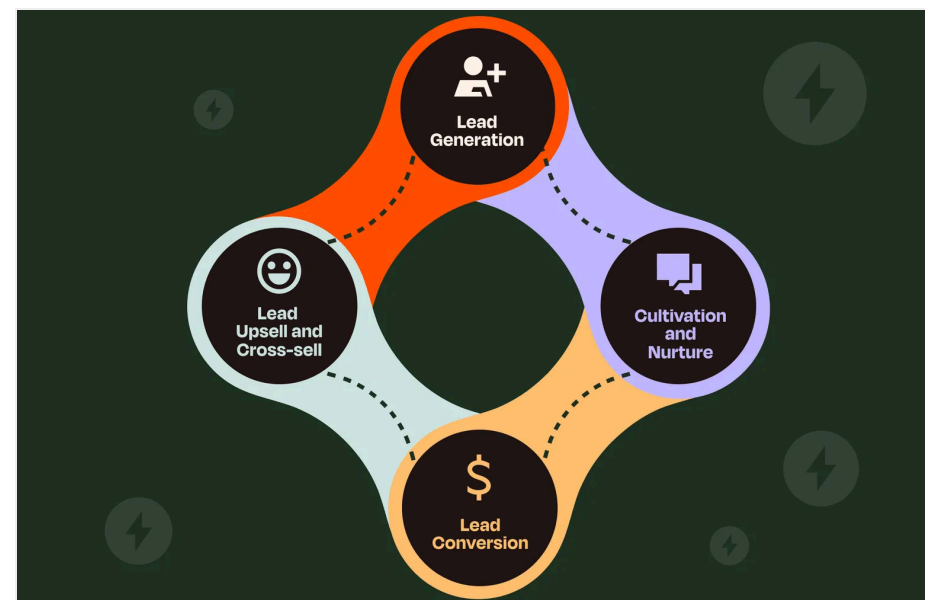 Lead
Generation
Cultivation
and
Nurture
Lead
Conversion
Lead
Upsell and
Cross-sell
$